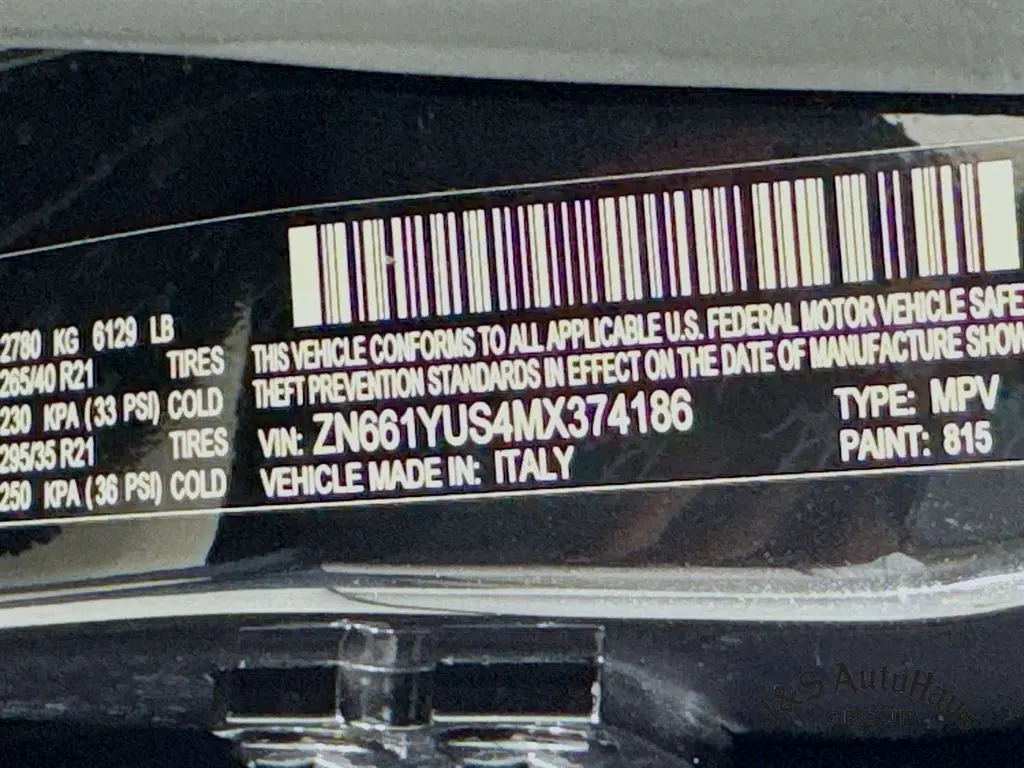 2780 KG 6129 LB
265/40 R21 TIRES
230 KPA (33 PSI) COLD
295/35 R21 TIRES
250 KPA (36 PSI) COLD
THIS VEHICLE CONFORMS TO ALL APPLICABLE U.S. FEDERAL MOTOR VEHICLE SAFE
THEFT PREVENTION STANDARDS IN EFFECT ON THE DATE OF MANUFACTURE SHOW
VIN: ZN661YUS4MX374186 TYPE: MPV
VEHICLE MADE IN: ITALY PAINT: 815
AutoHaus
GROUP